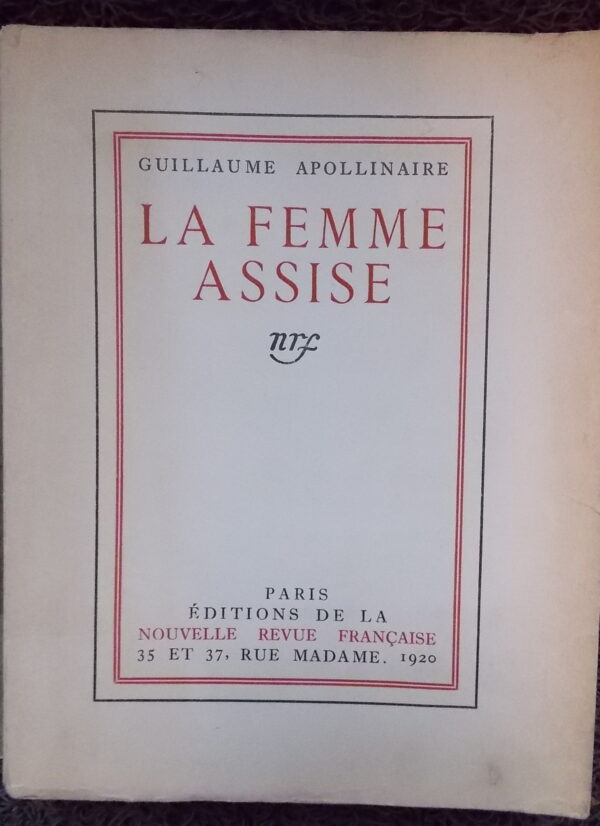 GUILLAUME APOLLINAIRE
LA FEMME
ASSISE
nrf
PARIS
ÉDITIONS DE LA
NOUVELLE REVUE FRANÇAISE
35 ET 37, RUE MADAME. 1920